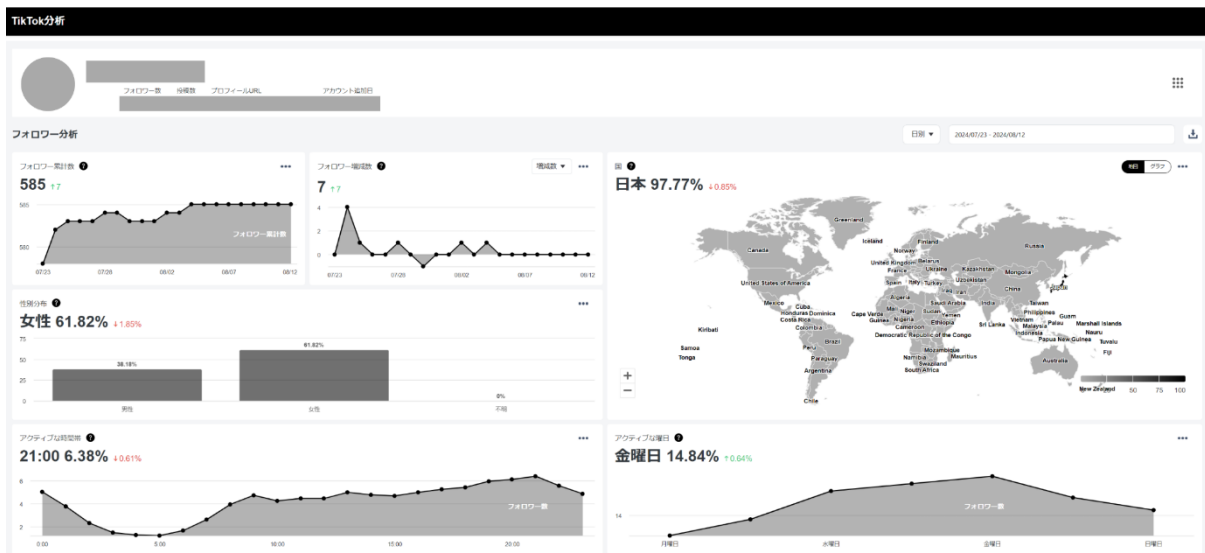 TikTok分析
フォロワー数 投稿数 プロフィールURL アカウント追加日
フォロワー分析
日別 2024/07/23 - 2024/08/12
フォロワー累計数
585 ↑7
585
580
フォロワー累計数
07/23 07/28 08/02 08/07 08/12
フォロワー増減数 増減数
7 ↑7
4
2
0
07/23 07/28 08/02 08/07 08/12
国 地図 グラフ
日本 97.77% ↓0.85%
Greenland
Iceland
Finland
Norway
Russia
Canada
United Kingdom
Belarus
France
Ukraine
Kazakhstan
Mongolia
United States of America
Spain
Italy
Turkey
Uzbekistan
China
Japan
Iraq
Iran
Algeria
Saudi Arabia
India
Taiwan
Mexico
Cuba
Honduras
Dominica
Costa Rica
Cape Verde
Mali
Niger
Sudan
Yemen
Philippines
Guam
Guinea
Nigeria
Ethiopia
Vietnam
Palau
Marshall Islands
Colombia
Cameroon
Sri Lanka
Malaysia
Nauru
Kiribati
Democratic Republic of the Congo
Indonesia
Papua New Guinea
Tuvalu
Samoa
Peru
Brazil
Mozambique
Mauritius
Fiji
Tonga
Paraguay
Namibia
Swaziland
Australia
Argentina
South Africa
Chile
New Zealand
50 75 100
+
−
性別分布
女性 61.82% ↓1.85%
75
50
25
0
38.18%
61.82%
0%
男性 女性 不明
アクティブな時間帯
21:00 6.38% ↓0.61%
6
4
2
フォロワー数
0:00 5:00 10:00 15:00 20:00
アクティブな曜日
金曜日 14.84% ↑0.64%
14
フォロワー数
月曜日 水曜日 金曜日 日曜日